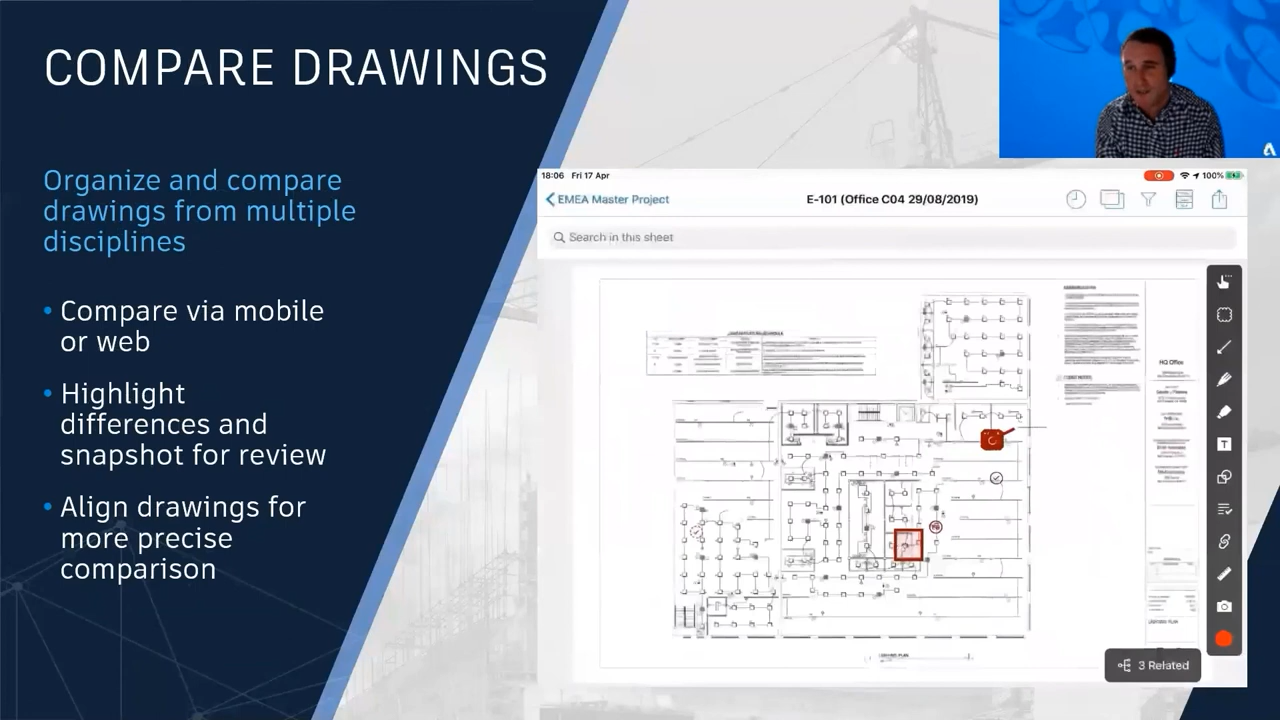 COMPARE DRAWINGS
Organize and compare
drawings from multiple
disciplines
• Compare via mobile
or web
• Highlight
differences and
snapshot for review
• Align drawings for
more precise
comparison
18:06 Fri 17 Apr
100%
EMEA Master Project
E-101 (Office C04 29/08/2019)
Search in this sheet
HQ Office
T
3 Related